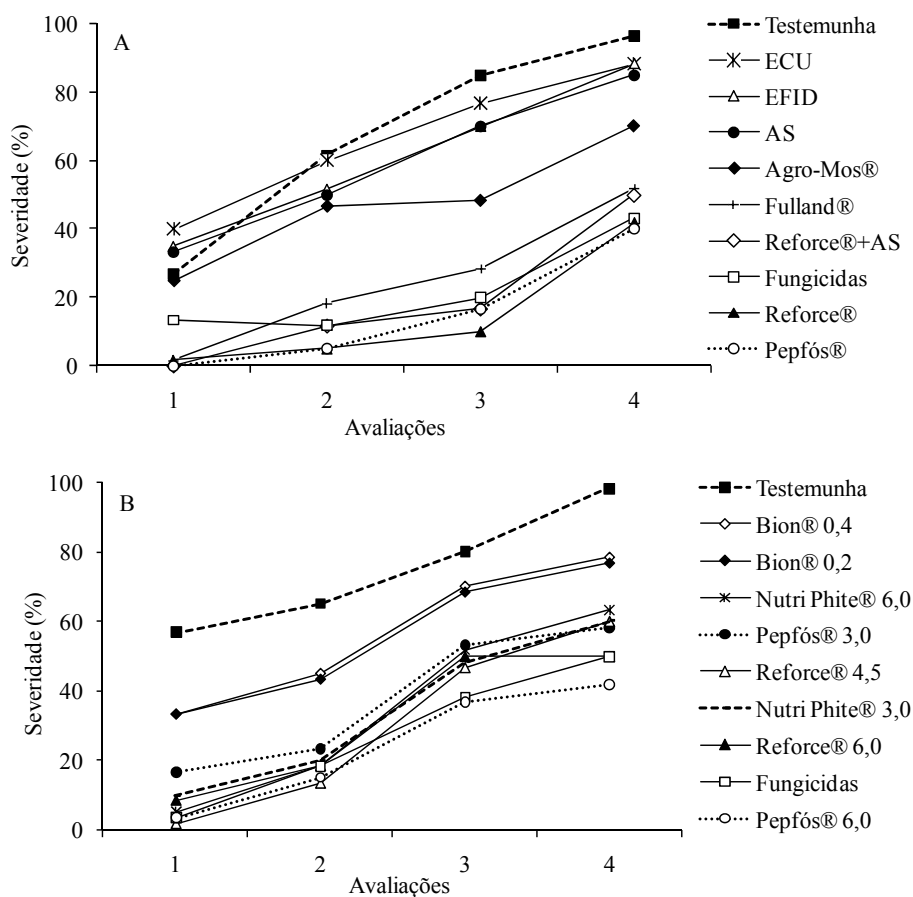 A
Severidade (%)
100
80
60
40
20
0
1 2 3 4
Avaliações
Testemunha
ECU
EFID
AS
Agro-Mos®
Fulland®
Reforce®+AS
Fungicidas
Reforce®
Pepfós®
B
Severidade (%)
100
80
60
40
20
0
1 2 3 4
Avaliações
Testemunha
Bion® 0,4
Bion® 0,2
Nutri Phite® 6,0
Pepfós® 3,0
Reforce® 4,5
Nutri Phite® 3,0
Reforce® 6,0
Fungicidas
Pepfós® 6,0